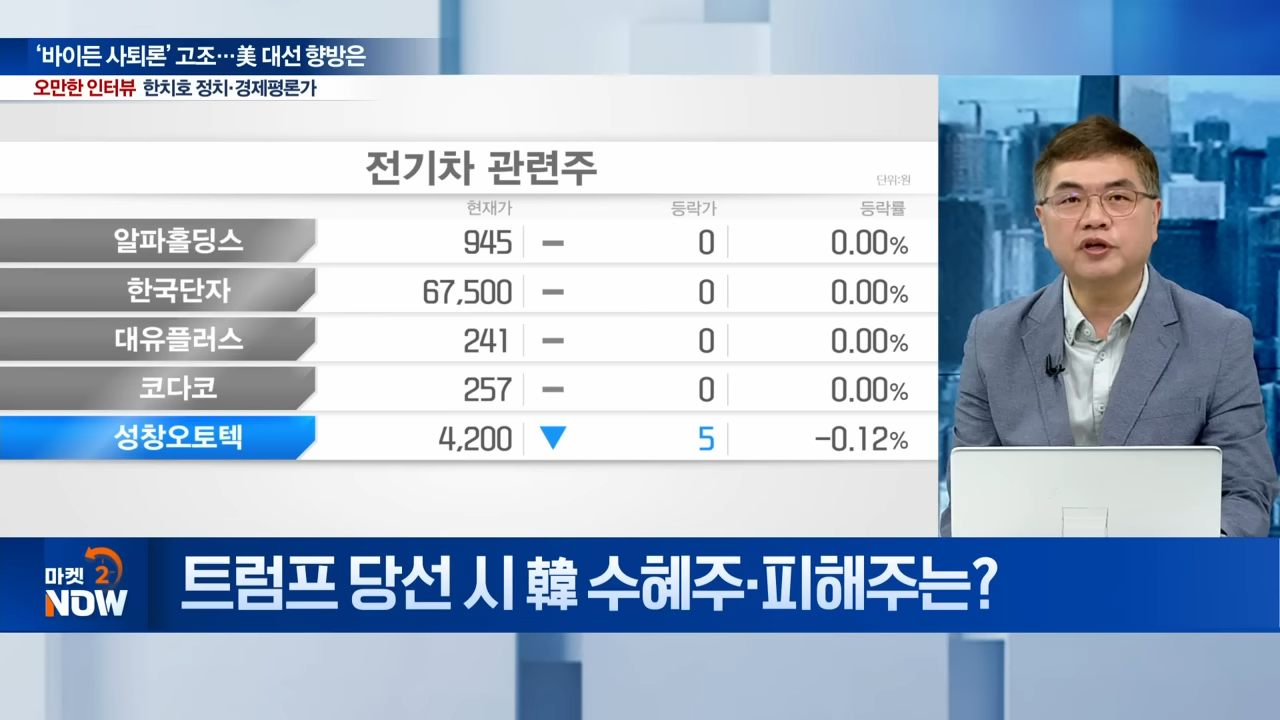 ‘바이든 사퇴론’ 고조…美 대선 향방은
오만한 인터뷰 한치호 정치·경제평론가
전기차 관련주
단위:원
현재가 등락가 등락률
알파홀딩스 945 – 0 0.00%
한국단자 67,500 – 0 0.00%
대유플러스 241 – 0 0.00%
코다코 257 – 0 0.00%
성창오토텍 4,200 ▼ 5 -0.12%
마켓 2
NOW
트럼프 당선 시 韓 수혜주·피해주는?